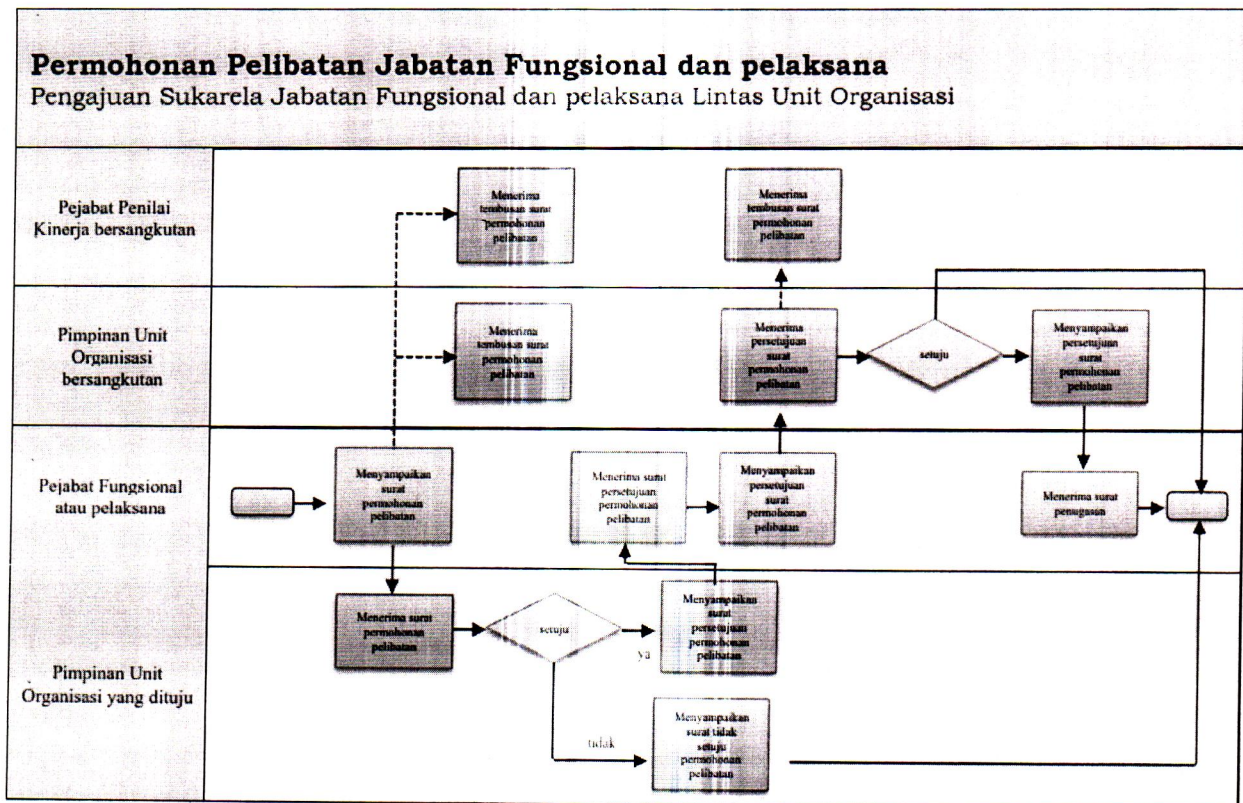 Permohonan Pelibatan Jabatan Fungsional dan pelaksana
Pengajuan Sukarela Jabatan Fungsional dan pelaksana Lintas Unit Organisasi
Pejabat Penilai
Kinerja bersangkutan
Menerima
tembusan surat
permohonan
pelibatan
Menerima
tembusan surat
permohonan
pelibatan
Pimpinan Unit
Organisasi
bersangkutan
Menerima
tembusan surat
permohonan
pelibatan
Menerima
persetujuan
surat
permohonan
pelibatan
setuju
Menyampaikan
persetujuan
surat
permohonan
pelibatan
Pejabat Fungsional
atau pelaksana
Menyampaikan
surat
permohonan
pelibatan
Menerima surat
persetujuan
permohonan
pelibatan
Menyampaikan
persetujuan
surat
permohonan
pelibatan
Menerima surat
penugasan
Pimpinan Unit
Organisasi yang dituju
Menerima surat
permohonan
pelibatan
setuju
ya
Menyampaikan
surat
persetujuan
permohonan
pelibatan
tidak
Menyampaikan
surat tidak
setuju
permohonan
pelibatan